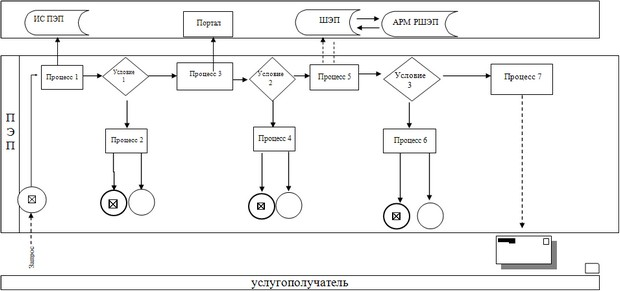 ИС ПЭП
Портал
ШЭП
АРМ РШЭП
ПЭП
Процесс 1
Условие
1
Процесс 3
Условие
2
Процесс 5
Условие
3
Процесс 7
Процесс 2
Процесс 4
Процесс 6
Запрос
услугополучатель